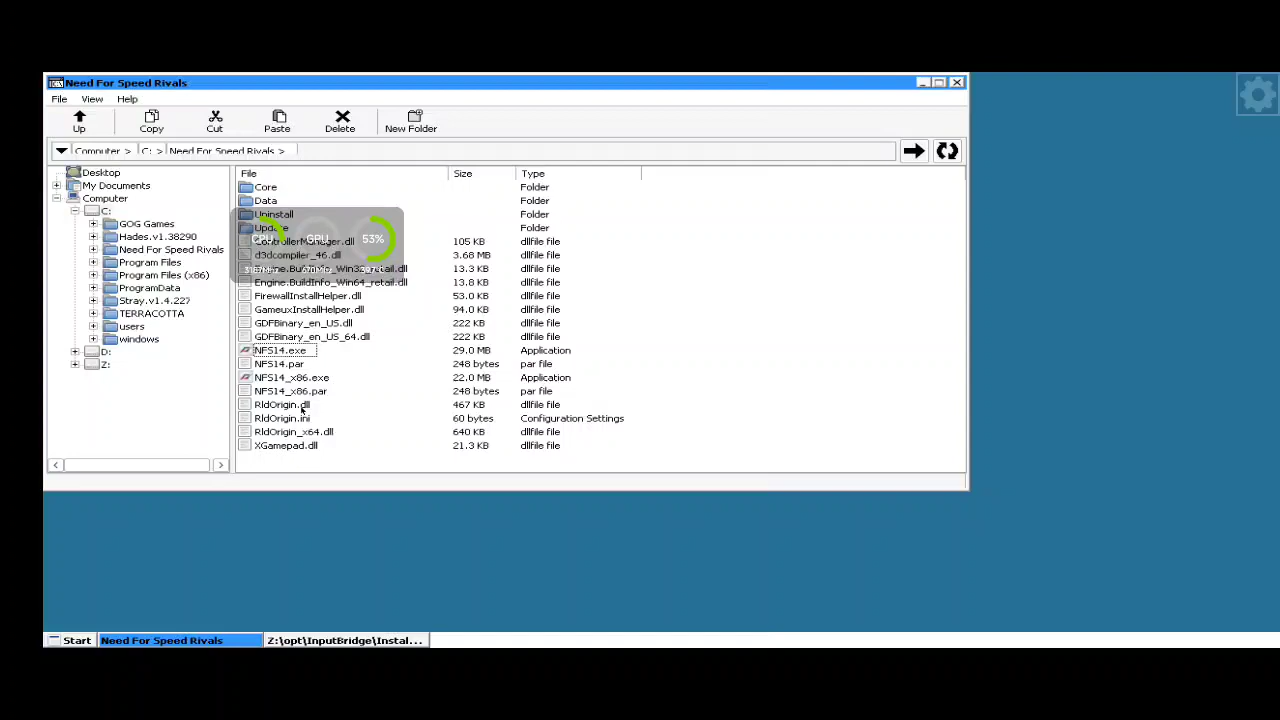 Need For Speed Rivals
File View Help
Up Copy Cut Paste Delete New Folder
Computer > C: > Need For Speed Rivals >
Desktop
My Documents
Computer
C:
GOG Games
Hades.v1.38290
Need For Speed Rivals
Program Files
Program Files (x86)
ProgramData
Stray.v1.4.227
TERRACOTTA
users
windows
D:
Z:
File Size Type
Core Folder
Data Folder
Uninstall Folder
Update Folder
ControllerManager.dll 105 KB dllfile file
d3dcompiler_46.dll 3.68 MB dllfile file
Engine.BuildInfo_Win32_retail.dll 13.3 KB dllfile file
Engine.BuildInfo_Win64_retail.dll 13.8 KB dllfile file
FirewallInstallHelper.dll 53.0 KB dllfile file
GameuxInstallHelper.dll 94.0 KB dllfile file
GDFBinary_en_US.dll 222 KB dllfile file
GDFBinary_en_US_64.dll 222 KB dllfile file
NFS14.exe 29.0 MB Application
NFS14.par 248 bytes par file
NFS14_x86.exe 22.0 MB Application
NFS14_x86.par 248 bytes par file
RldOrigin.dll 467 KB dllfile file
RldOrigin.ini 60 bytes Configuration Settings
RldOrigin_x64.dll 640 KB dllfile file
XGamepad.dll 21.3 KB dllfile file
CPU GPU 53%
Start Need For Speed Rivals Z:\opt\InputBridge\Instal...